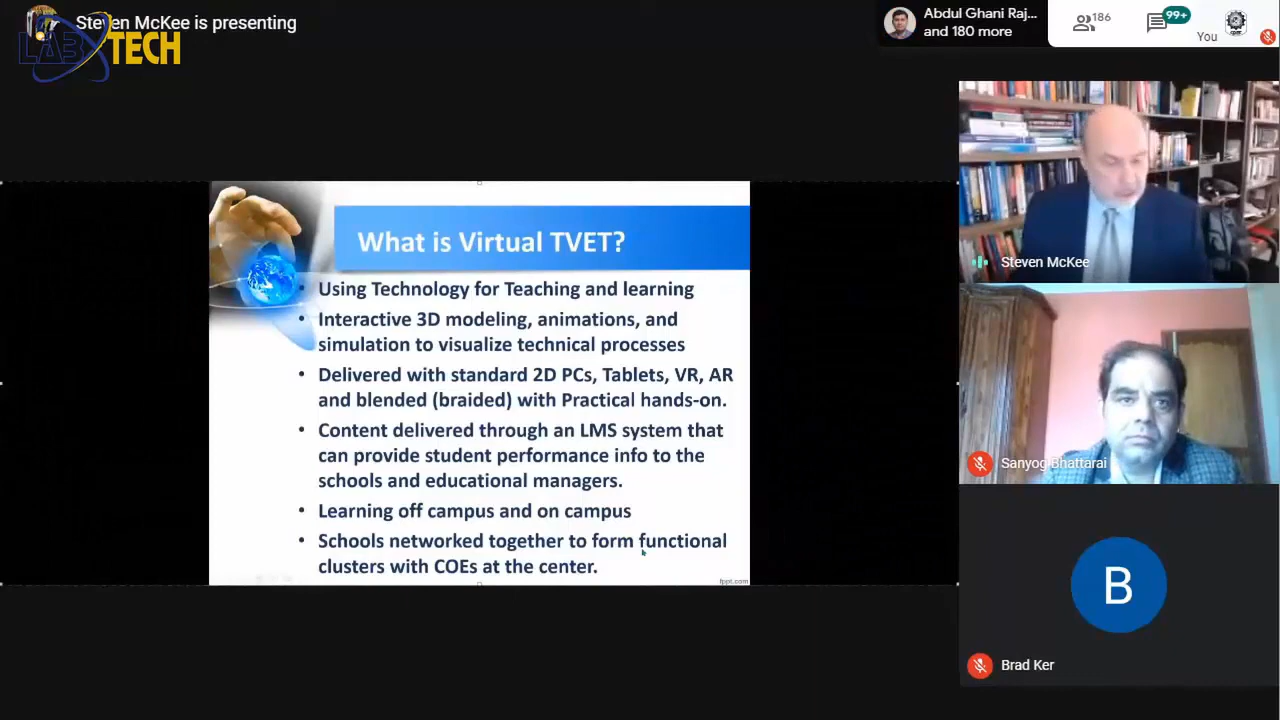 Steven McKee is presenting
LAB TECH
Abdul Ghani Raj...
and 180 more
186
99+
You
What is Virtual TVET?
• Using Technology for Teaching and learning
• Interactive 3D modeling, animations, and
simulation to visualize technical processes
• Delivered with standard 2D PCs, Tablets, VR, AR
and blended (braided) with Practical hands-on.
• Content delivered through an LMS system that
can provide student performance info to the
schools and educational managers.
• Learning off campus and on campus
• Schools networked together to form functional
clusters with COEs at the center.
fppt.com
Steven McKee
Sanyog Bhattarai
B
Brad Ker